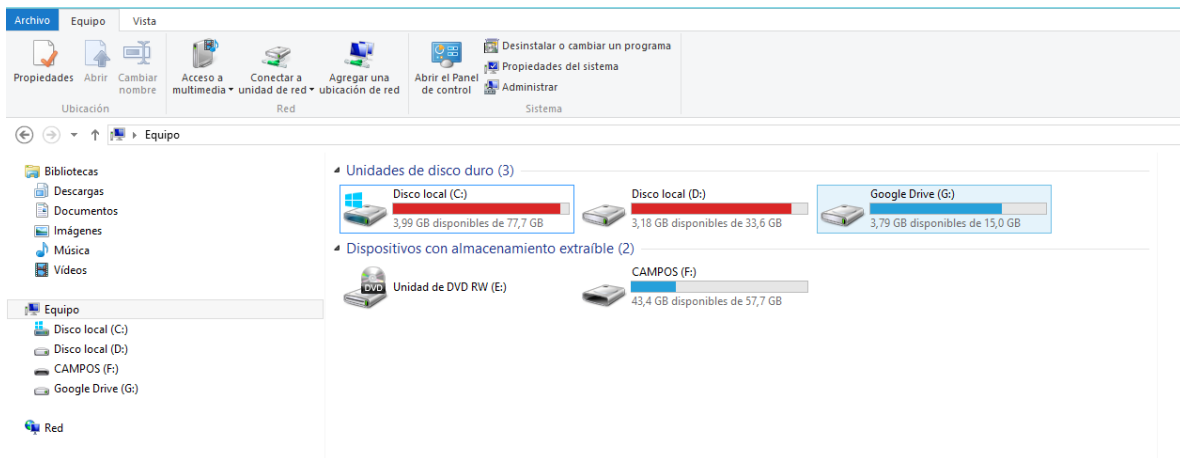 Archivo Equipo Vista
Propiedades Abrir Cambiar nombre
Ubicación
Acceso a multimedia Conectar a unidad de red Agregar una ubicación de red
Red
Abrir el Panel de control
Desinstalar o cambiar un programa
Propiedades del sistema
Administrar
Sistema
Equipo
Bibliotecas
Descargas
Documentos
Imágenes
Música
Vídeos
Equipo
Disco local (C:)
Disco local (D:)
CAMPOS (F:)
Google Drive (G:)
Red
Unidades de disco duro (3)
Disco local (C:)
3,99 GB disponibles de 77,7 GB
Disco local (D:)
3,18 GB disponibles de 33,6 GB
Google Drive (G:)
3,79 GB disponibles de 15,0 GB
Dispositivos con almacenamiento extraíble (2)
DVD
Unidad de DVD RW (E:)
CAMPOS (F:)
43,4 GB disponibles de 57,7 GB